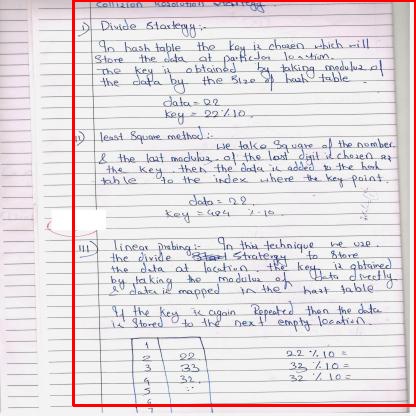 Collision Resolution Strategy.
i) Divide Startegy:-
In hash table the key is chosen which will
store the data at particular location.
The key is obtained by taking modulus of
the data by the size of hash table.
data = 22
key = 22 % 10.
ii) least Square method:-
we take square of the number
& the last modulus of the last digit is chosen as
the key. then the data is added to the hash
table to the index where the key point.
data = 22.
key = 484 % 10.
III) linear probing:- In this technique we use
the divide Stratergy to store
the data at location the key is obtained
by taking the modulus of data directly
& data is mapped in the hash table
If the key is again Repeated then the data
is stored to the next empty location.
1
2 22 22 % 10 =
3 33 33 % 10 =
4 32. 32 % 10 =
5
6
7